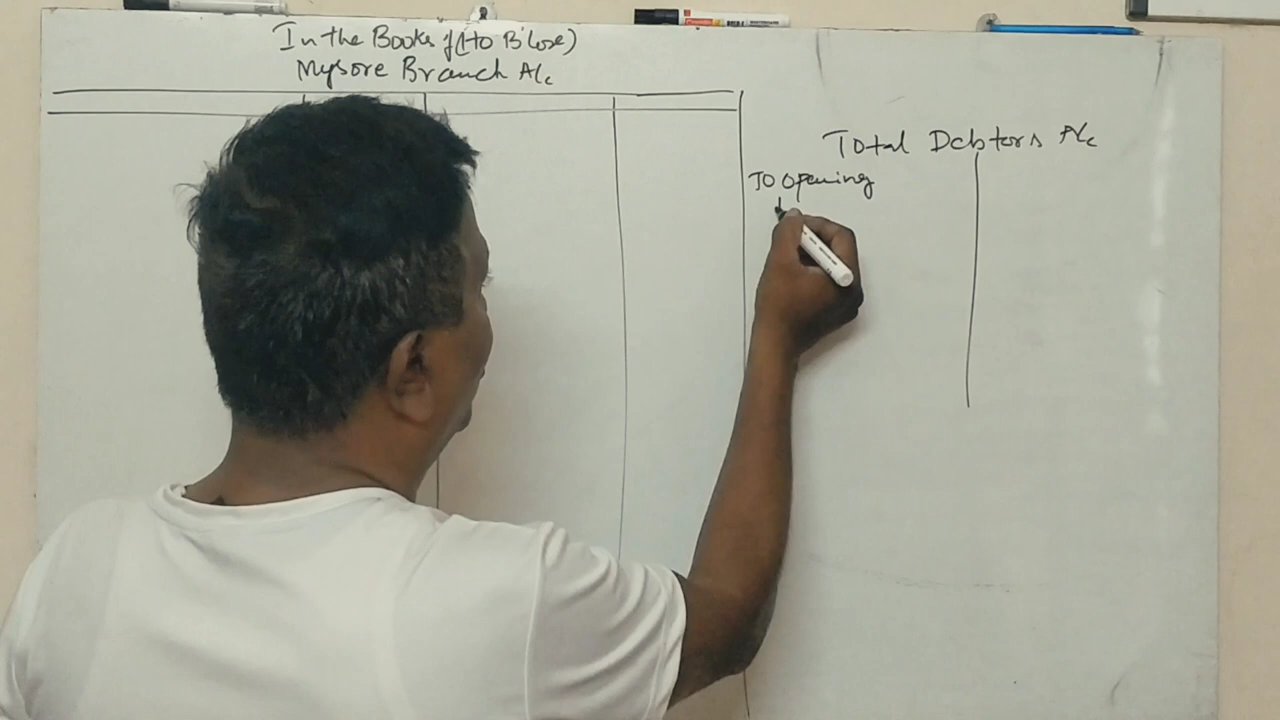 In the Books of (HO B'lore)
Mysore Branch A/c
Total Debtors A/c
To opening